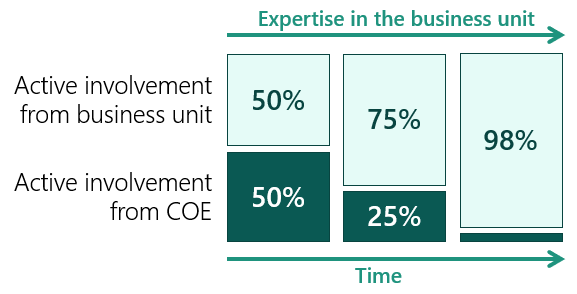 Expertise in the business unit
Active involvement
from business unit
50%
75%
98%
Active involvement
from COE
50%
25%
Time